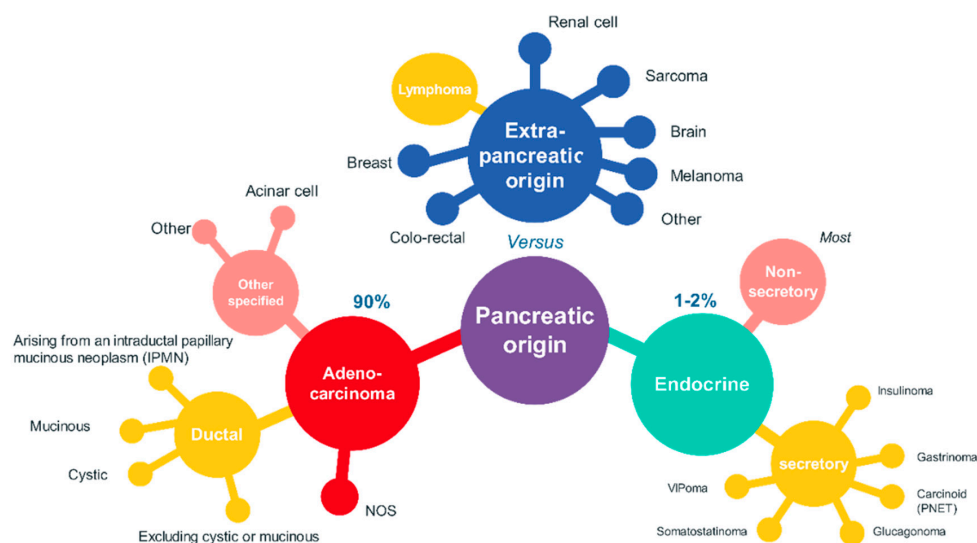 Renal cell
Sarcoma
Lymphoma
Brain
Extra-
pancreatic
origin
Breast
Melanoma
Acinar cell
Other
Colo-rectal
Other
Versus
Most
Non-
secretory
Other
specified
90%
1-2%
Pancreatic
origin
Arising from an intraductal papillary
mucinous neoplasm (IPMN)
Adeno-
carcinoma
Endocrine
Insulinoma
Mucinous
Ductal
Gastrinoma
secretory
Cystic
VIPoma
Carcinoid
(PNET)
NOS
Somatostatinoma
Glucagonoma
Excluding cystic or mucinous